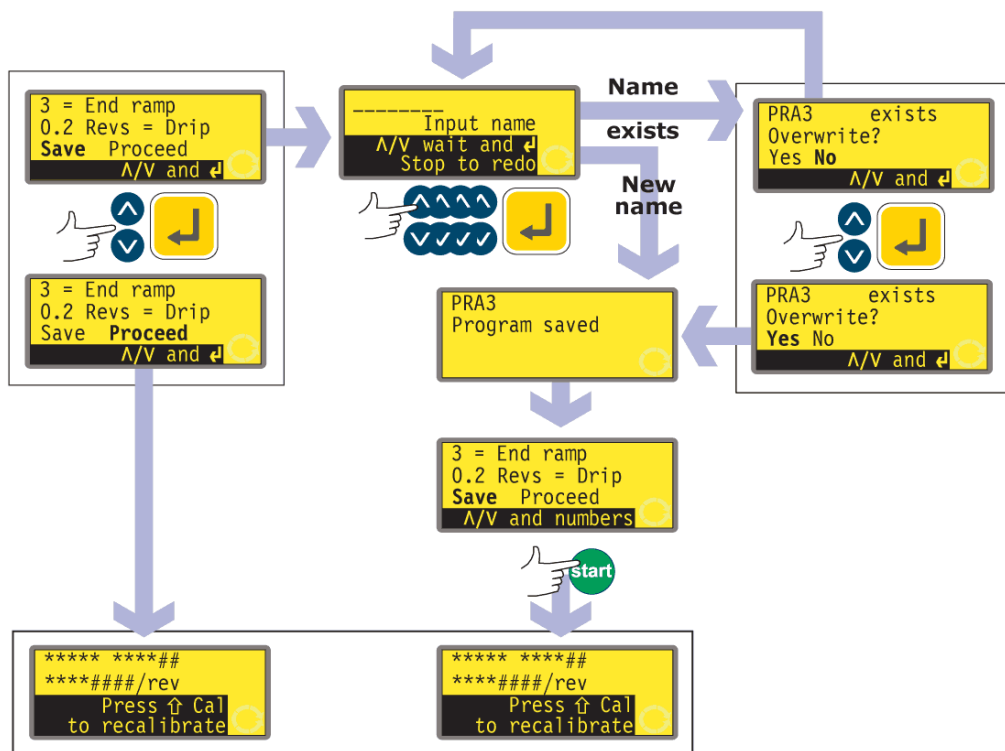 3 = End ramp
0.2 Revs = Drip
Save Proceed
∧/∨ and ↲
3 = End ramp
0.2 Revs = Drip
Save Proceed
∧/∨ and ↲
________
Input name
∧/∨ wait and ↲
Stop to redo
Name
exists
New
name
PRA3 exists
Overwrite?
Yes No
∧/∨ and ↲
PRA3 exists
Overwrite?
Yes No
∧/∨ and ↲
PRA3
Program saved
3 = End ramp
0.2 Revs = Drip
Save Proceed
∧/∨ and numbers
start
***** ****##
****####/rev
Press ⇧ Cal
to recalibrate
***** ****##
****####/rev
Press ⇧ Cal
to recalibrate